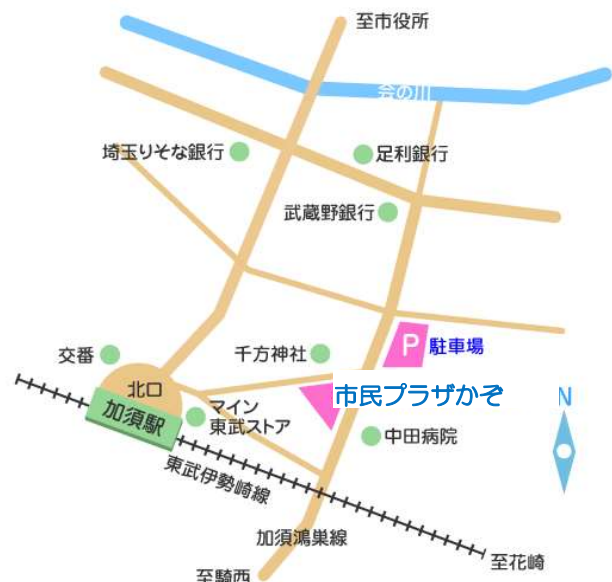 至市役所
会の川
埼玉りそな銀行
足利銀行
武蔵野銀行
P
駐車場
交番
千方神社
北口
市民プラザかぞ
N
加須駅
マイン
東武ストア
中田病院
東武伊勢崎線
加須鴻巣線
至花崎
至騎西